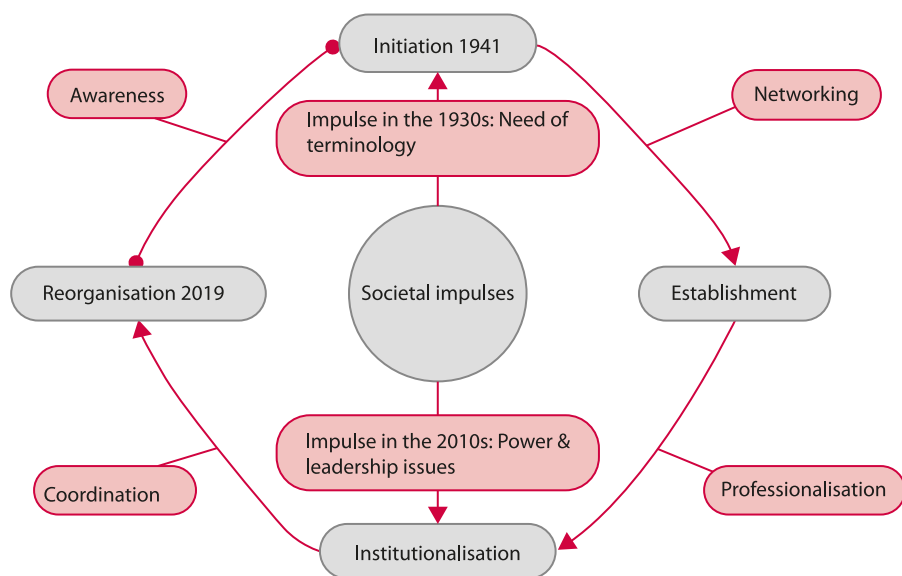 Initiation 1941
Awareness
Networking
Impulse in the 1930s: Need of
terminology
Reorganisation 2019
Societal impulses
Establishment
Impulse in the 2010s: Power &
leadership issues
Coordination
Professionalisation
Institutionalisation